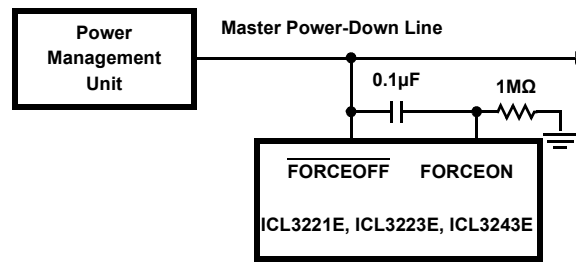 Power
Management
Unit
Master Power-Down Line
0.1µF
1MΩ
FORCEOFF FORCEON
ICL3221E, ICL3223E, ICL3243E